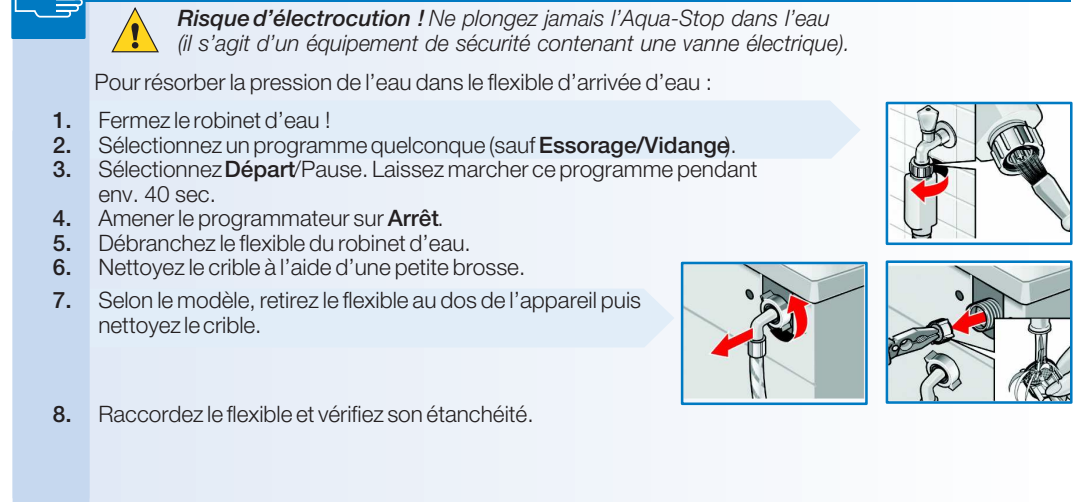 Risque d’électrocution ! Ne plongez jamais l’Aqua-Stop dans l’eau
(il s’agit d’un équipement de sécurité contenant une vanne électrique).
Pour résorber la pression de l’eau dans le flexible d’arrivée d’eau :
1. Fermez le robinet d’eau !
2. Sélectionnez un programme quelconque (sauf Essorage/Vidange).
3. Sélectionnez Départ/Pause. Laissez marcher ce programme pendant
env. 40 sec.
4. Amener le programmateur sur Arrêt.
5. Débranchez le flexible du robinet d’eau.
6. Nettoyez le crible à l’aide d’une petite brosse.
7. Selon le modèle, retirez le flexible au dos de l’appareil puis
nettoyez le crible.
8. Raccordez le flexible et vérifiez son étanchéité.